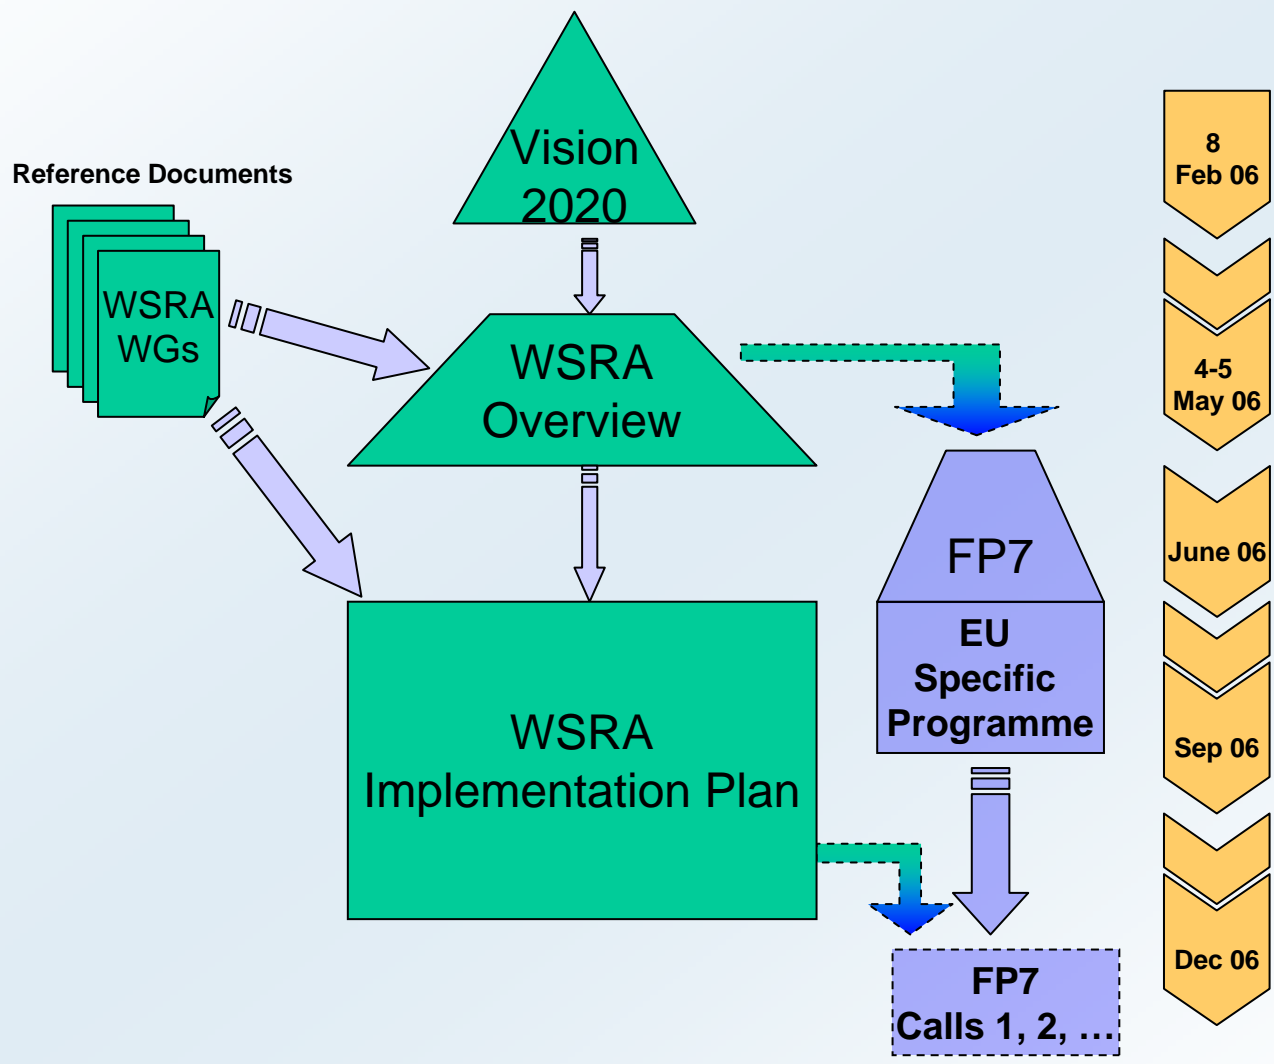 Vision
2020
Reference Documents
WSRA
WGs
WSRA
Overview
WSRA
Implementation Plan
FP7
EU
Specific
Programme
FP7
Calls 1, 2, …
8
Feb 06
4-5
May 06
June 06
Sep 06
Dec 06